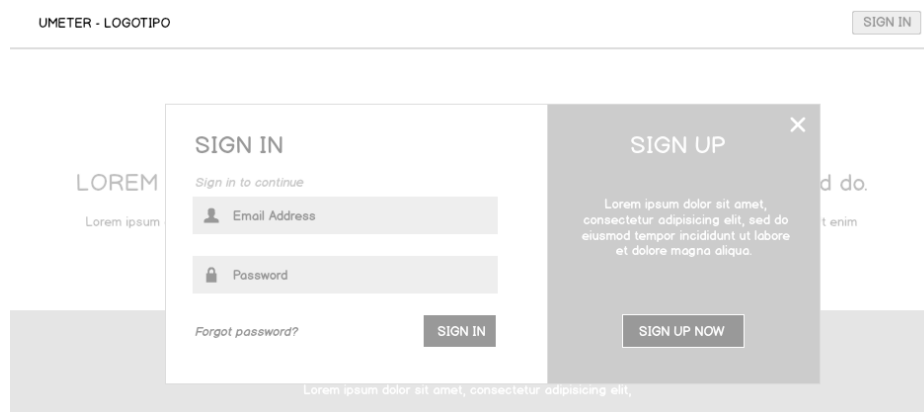 UMETER - LOGOTIPO
SIGN IN
SIGN IN
Sign in to continue
Email Address
Password
Forgot password?
SIGN IN
SIGN UP
Lorem ipsum dolor sit amet,
consectetur adipisicing elit, sed do
eiusmod tempor incididunt ut labore
et dolore magna aliqua.
SIGN UP NOW
LOREM
d do.
Lorem ipsum
t enim
Lorem ipsum dolor sit amet, consectetur adipisicing elit,